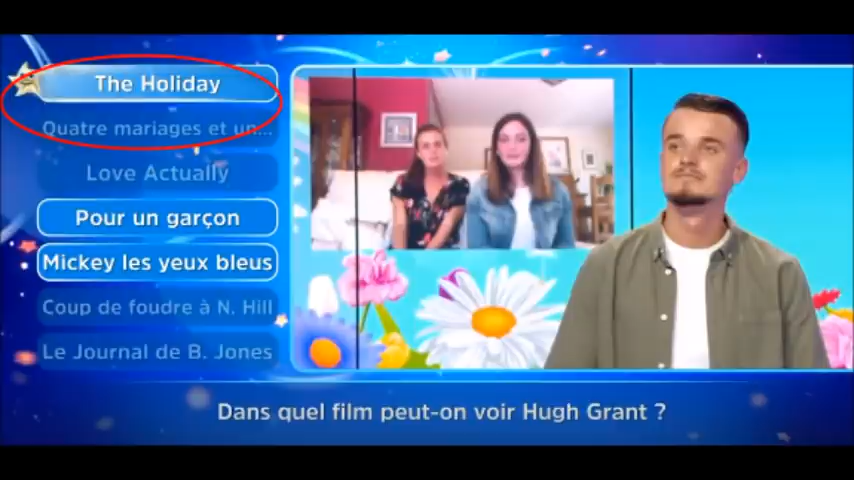 The Holiday
Quatre mariages et un...
Love Actually
Pour un garçon
Mickey les yeux bleus
Coup de foudre à N. Hill
Le Journal de B. Jones
Dans quel film peut-on voir Hugh Grant ?